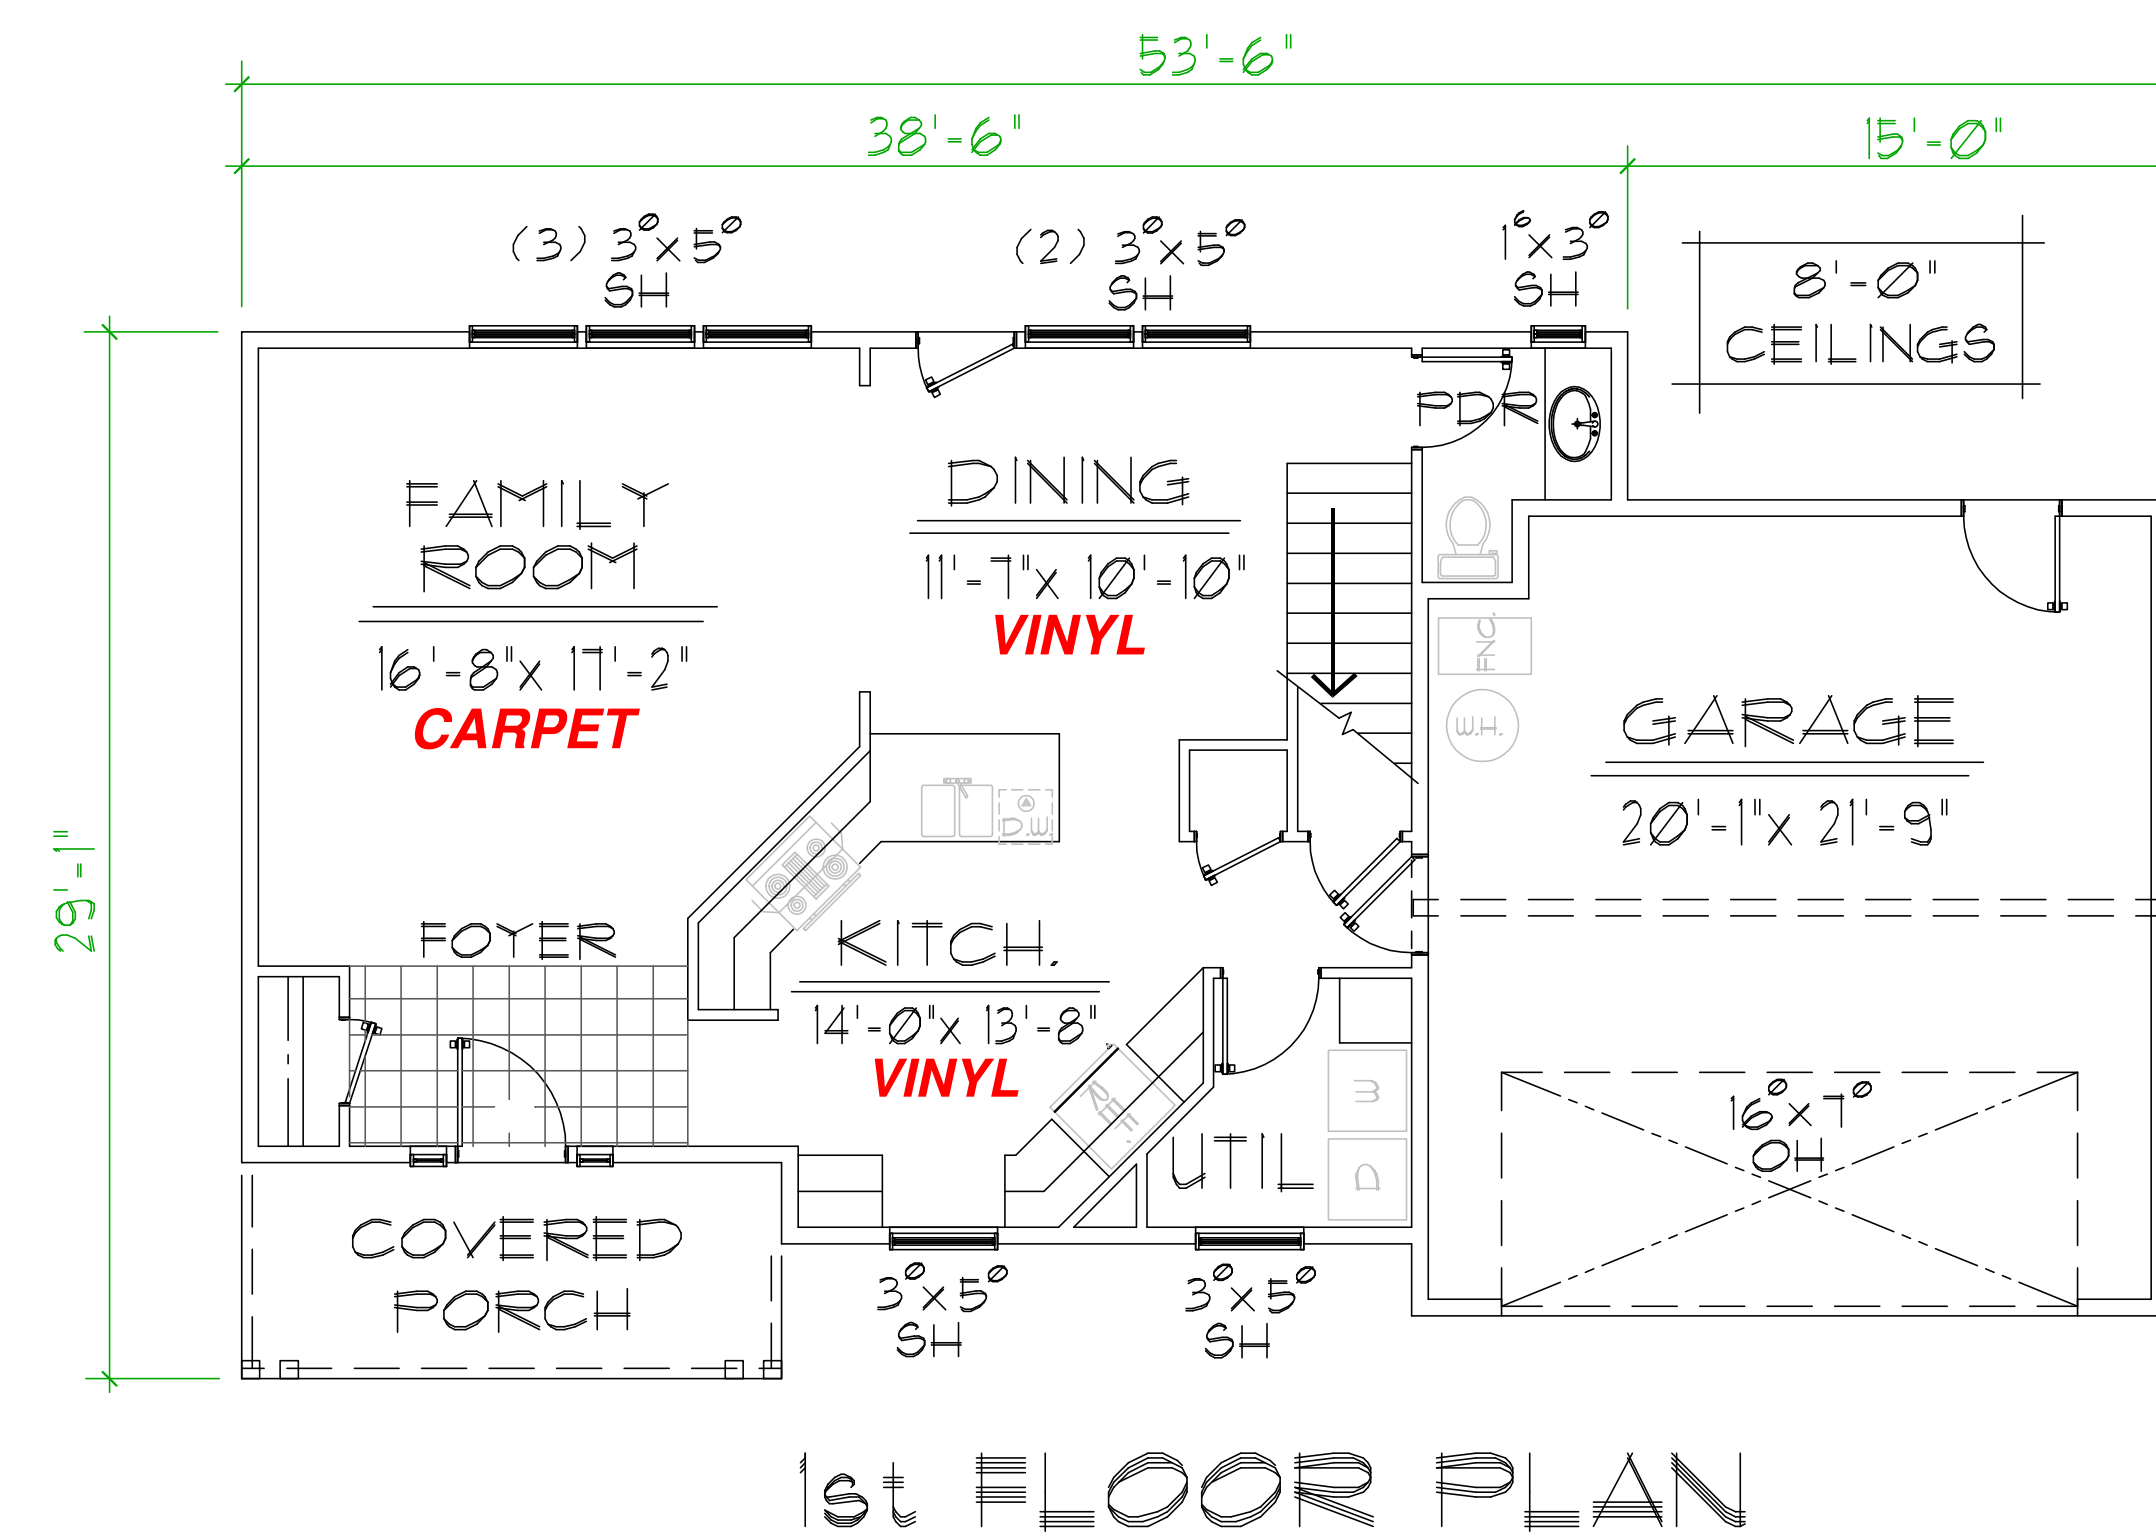 53'-6"
38'-6"
15'-0"
(3) 3⁰x5⁰
SH
(2) 3⁰x5⁰
SH
1⁶x3⁰
SH
8'-0"
CEILINGS
PDR
FAMILY
ROOM
16'-8"x 17'-2"
CARPET
DINING
11'-7"x 10'-10"
VINYL
FNC.
W.H.
GARAGE
20'-1"x 21'-9"
D.W.
29'-1"
FOYER
KITCH.
14'-0"x 13'-8"
VINYL
REF.
UTIL
W
D
16⁰x7⁰
OH
COVERED
PORCH
3⁰x5⁰
SH
3⁰x5⁰
SH
1st FLOOR PLAN